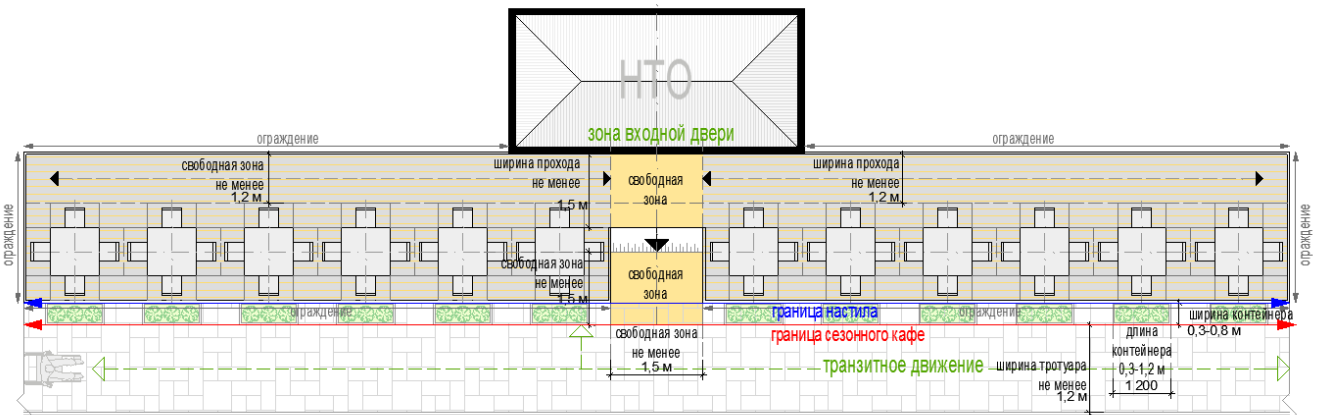 НТО
зона входной двери
ограждение
ограждение
свободная зона
не менее
1,2 м
ширина прохода
не менее
1,5 м
свободная
зона
ширина прохода
не менее
1,2 м
ограждение
ограждение
свободная зона
не менее
1,5 м
свободная
зона
ограждение
граница настила
ограждение
ширина контейнера
0,3-0,8 м
граница сезонного кафе
свободная зона
не менее
1,5 м
транзитное движение
ширина тротуара
не менее
1,2 м
длина
контейнера
0,3-1,2 м
1 200